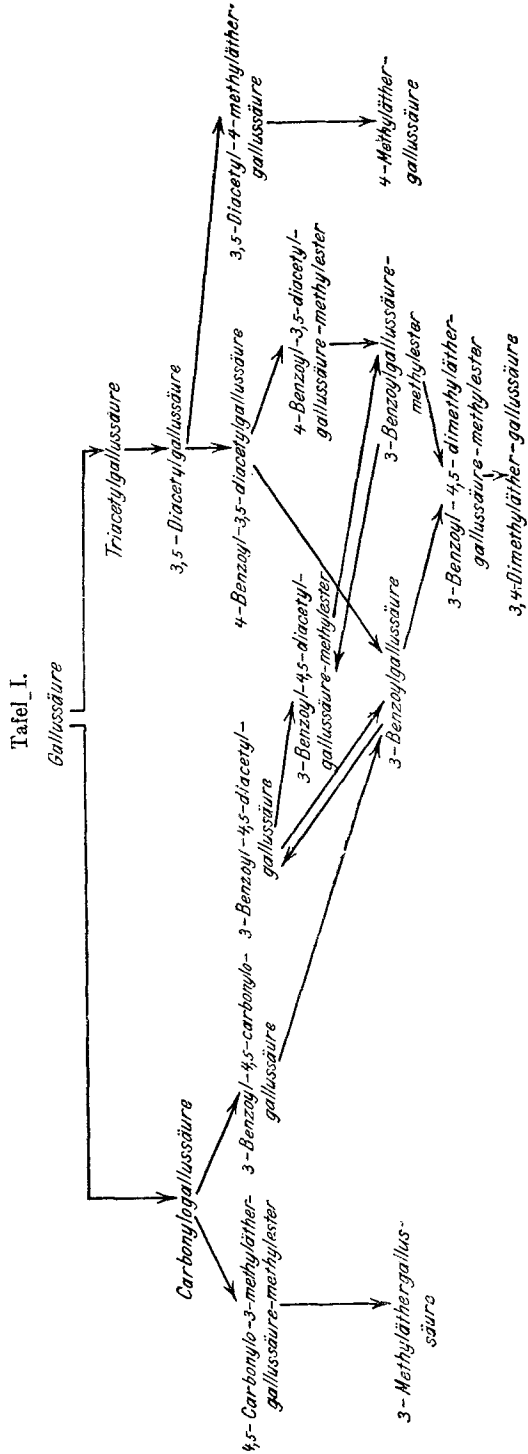 Tafel I.
Gallussäure
Triacetylgallussäure
3,5-Diacetylgallussäure
3,5-Diacetyl-4-methyläther-
gallussäure
4-Methyläther-
gallussäure
4-Benzoyl-3,5-diacetylgallussäure
4-Benzoyl-3,5-diacetyl-
gallussäure-methylester
3-Benzoylgallussäure-
methylester
Carbonylogallussäure
4,5-Carbonylo-3-methyläther-
gallussäure-methylester
3-Methyläthergallus-
säure
3-Benzoyl-4,5-carbonylo-
gallussäure
3-Benzoyl-4,5-diacetyl-
gallussäure
3-Benzoyl-4,5-diacetyl-
gallussäure-methylester
3-Benzoylgallussäure
3-Benzoyl-4,5-dimethyläther-
gallussäure-methylester
3,4-Dimethyläther-gallussäure